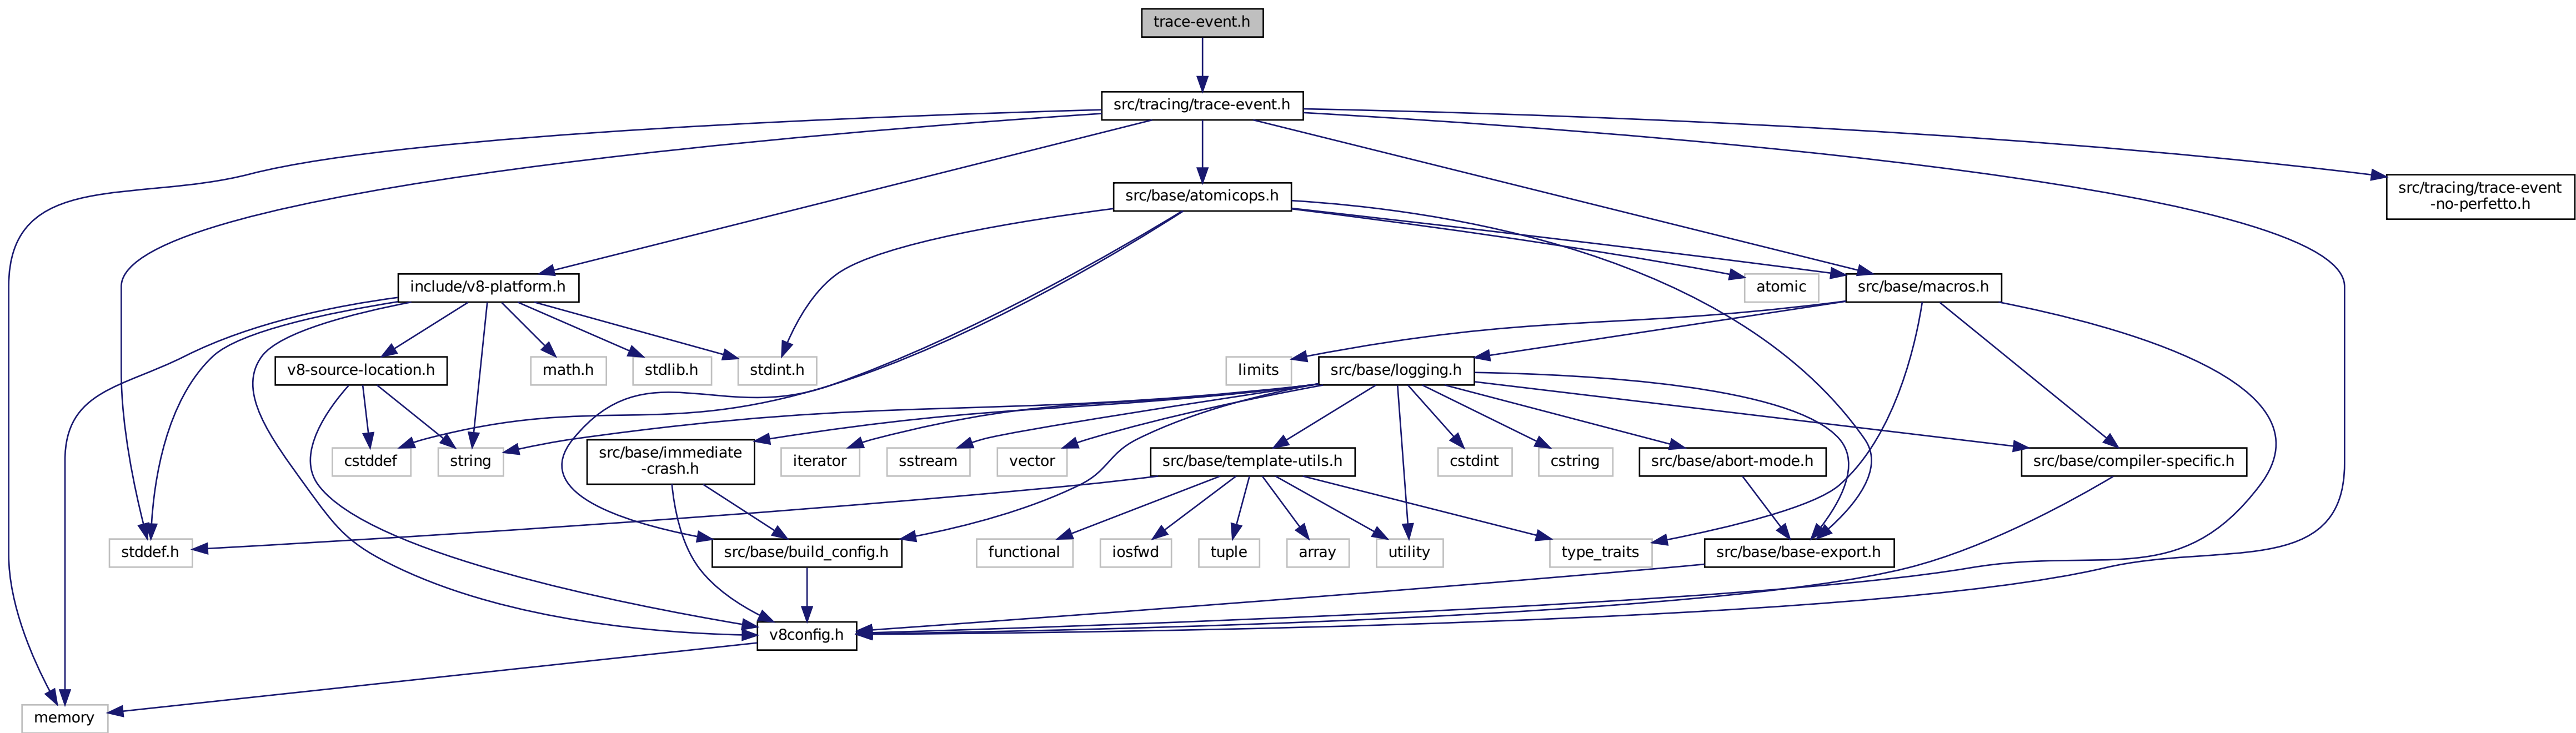 trace-event.h
src/tracing/trace-event.h
src/tracing/trace-event
-no-perfetto.h
src/base/atomicops.h
include/v8-platform.h
atomic
src/base/macros.h
v8-source-location.h
math.h
stdlib.h
stdint.h
limits
src/base/logging.h
cstddef
string
src/base/immediate
-crash.h
iterator
sstream
vector
src/base/template-utils.h
cstdint
cstring
src/base/abort-mode.h
src/base/compiler-specific.h
stddef.h
src/base/build_config.h
functional
iosfwd
tuple
array
utility
type_traits
src/base/base-export.h
v8config.h
memory